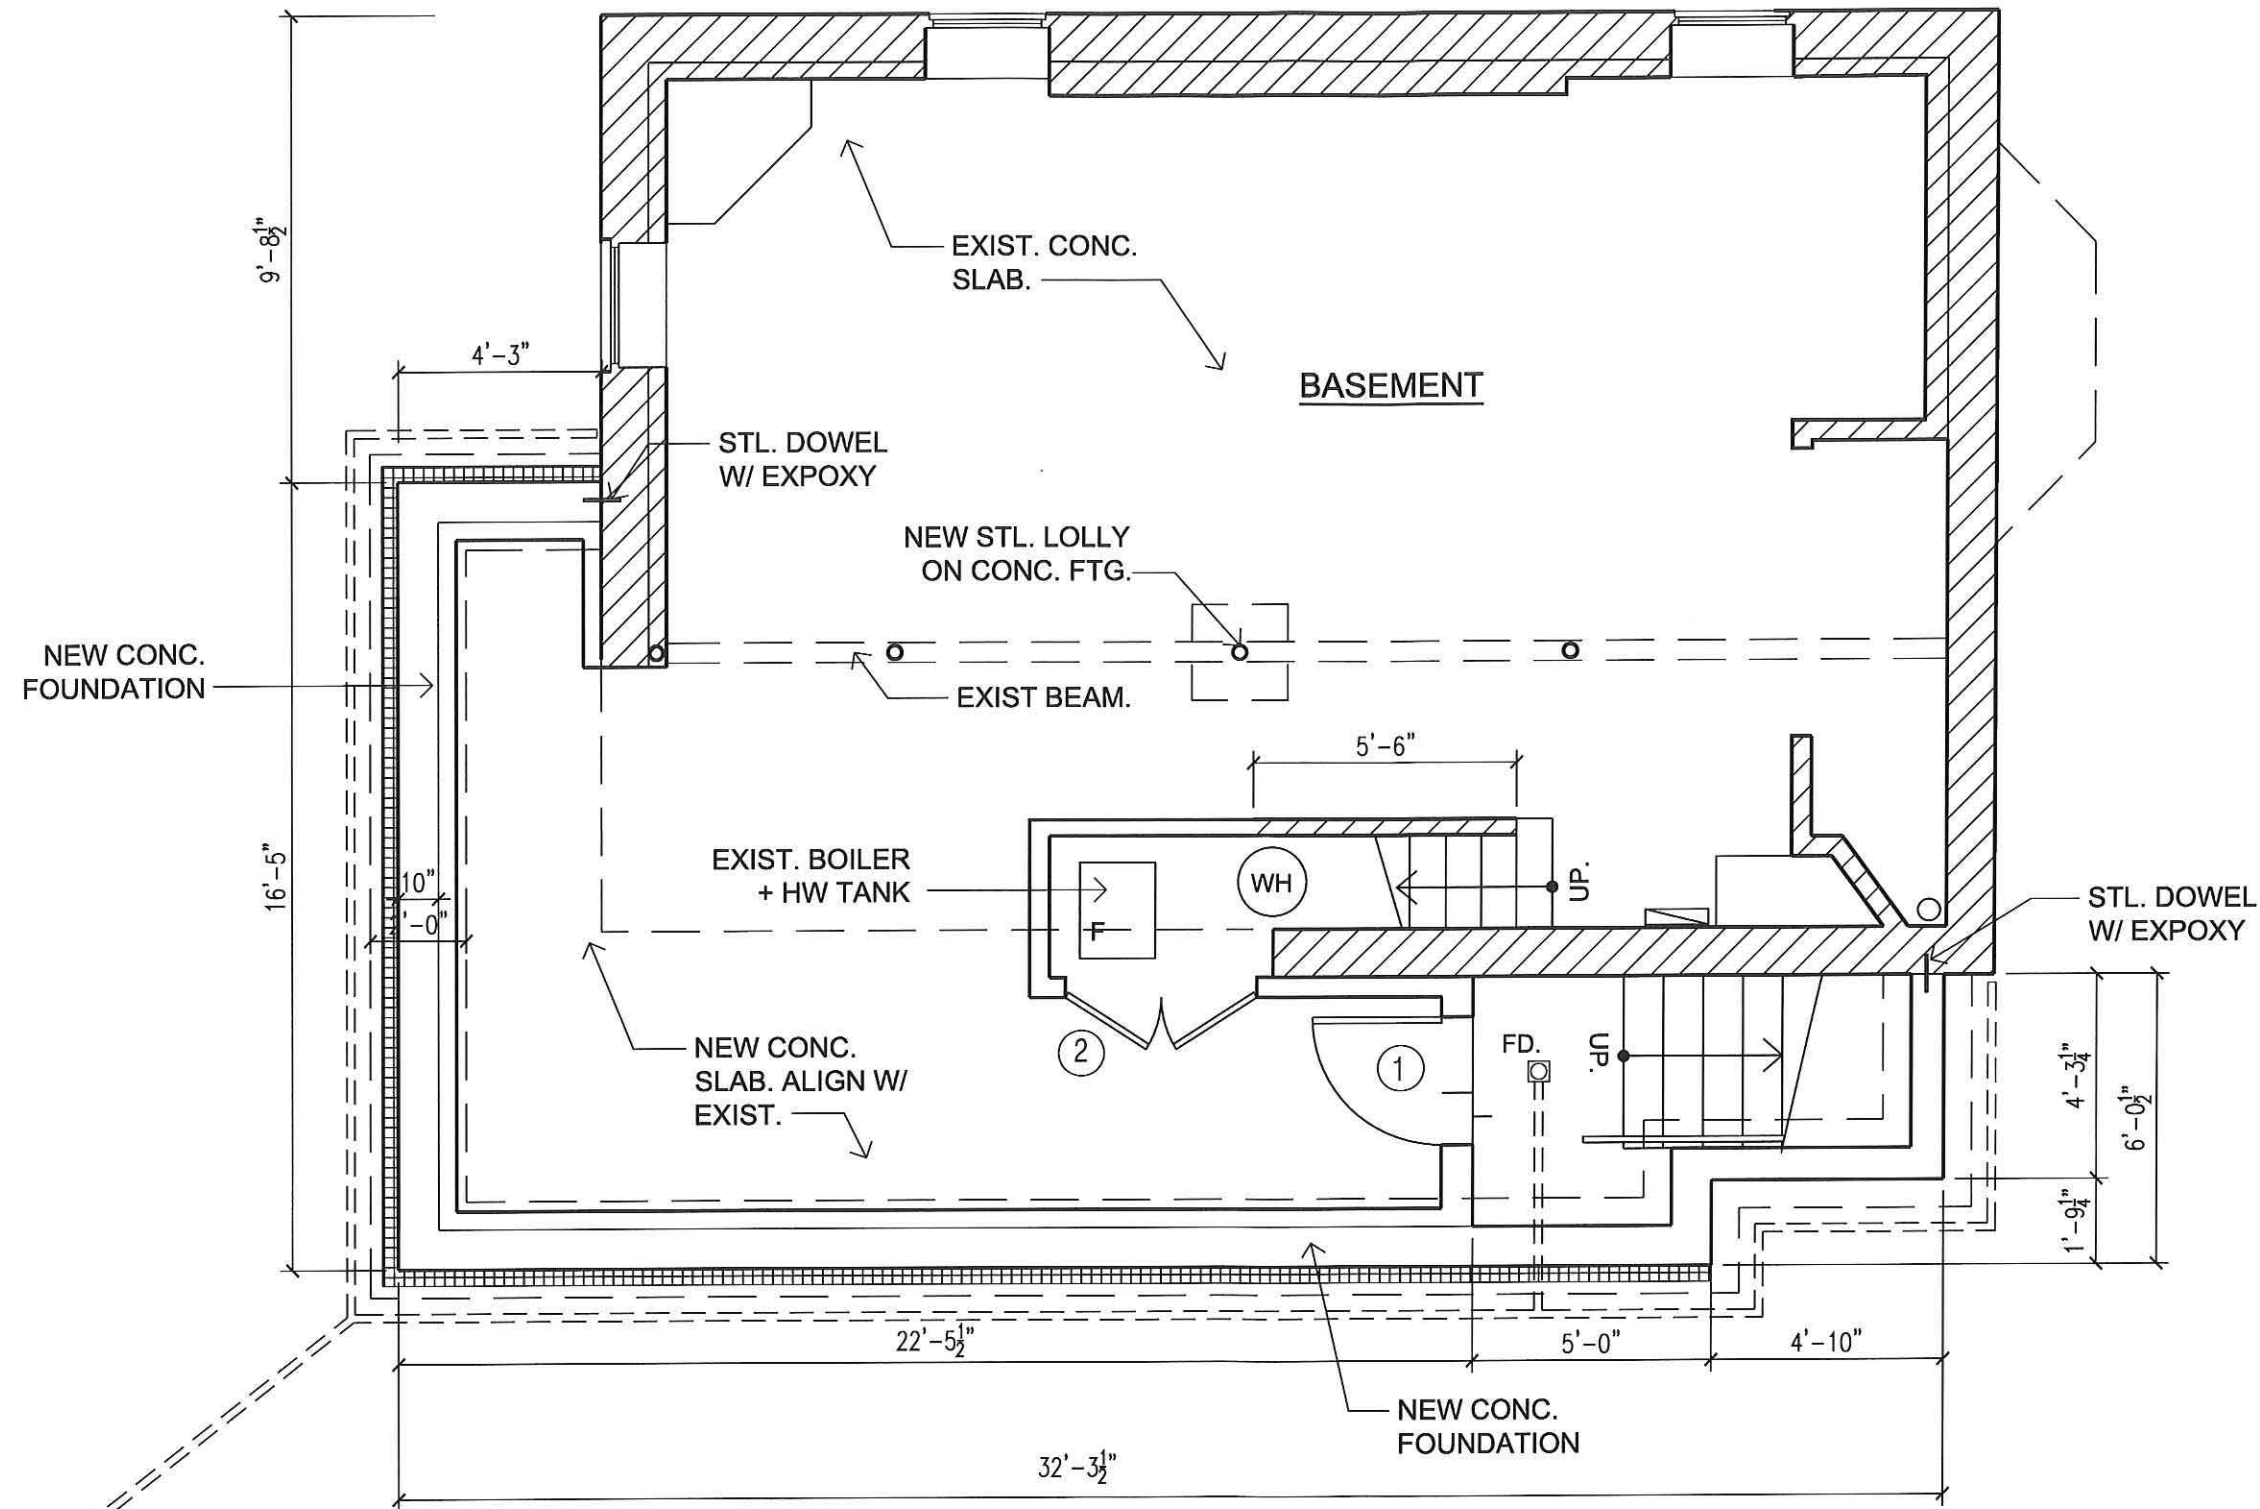 9'-8½"
4'-3"
EXIST. CONC.
SLAB.
BASEMENT
STL. DOWEL
W/ EXPOXY
NEW STL. LOLLY
ON CONC. FTG.
NEW CONC.
FOUNDATION
EXIST BEAM.
5'-6"
EXIST. BOILER
+ HW TANK
WH
UP.
F
16'-5"
10"
'-0"
STL. DOWEL
W/ EXPOXY
NEW CONC.
SLAB. ALIGN W/
EXIST.
2
1
FD.
UP.
4'-3¼"
6'-0½"
1'-9¼"
22'-5½"
5'-0"
4'-10"
NEW CONC.
FOUNDATION
32'-3½"